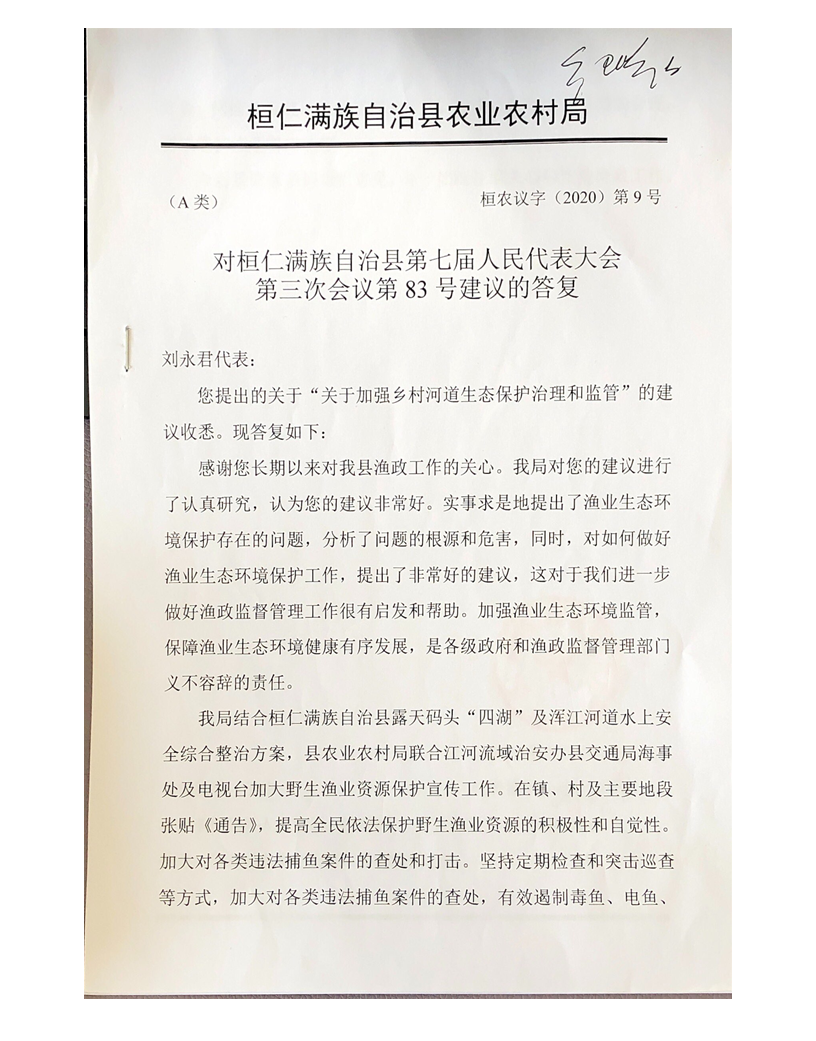 桓仁满族自治县农业农村局
（A 类）
桓农议字（2020）第 9 号
对桓仁满族自治县第七届人民代表大会
第三次会议第 83 号建议的答复
刘永君代表：
您提出的关于“关于加强乡村河道生态保护治理和监管”的建
议收悉。现答复如下：
感谢您长期以来对我县渔政工作的关心。我局对您的建议进行
了认真研究，认为您的建议非常好。实事求是地提出了渔业生态环
境保护存在的问题，分析了问题的根源和危害，同时，对如何做好
渔业生态环境保护工作，提出了非常好的建议，这对于我们进一步
做好渔政监督管理工作很有启发和帮助。加强渔业生态环境监管，
保障渔业生态环境健康有序发展，是各级政府和渔政监督管理部门
义不容辞的责任。
我局结合桓仁满族自治县露天码头“四湖”及浑江河道水上安
全综合整治方案，县农业农村局联合江河流域治安办县交通局海事
处及电视台加大野生渔业资源保护宣传工作。在镇、村及主要地段
张贴《通告》，提高全民依法保护野生渔业资源的积极性和自觉性。
加大对各类违法捕鱼案件的查处和打击。坚持定期检查和突击巡查
等方式，加大对各类违法捕鱼案件的查处，有效遏制毒鱼、电鱼、